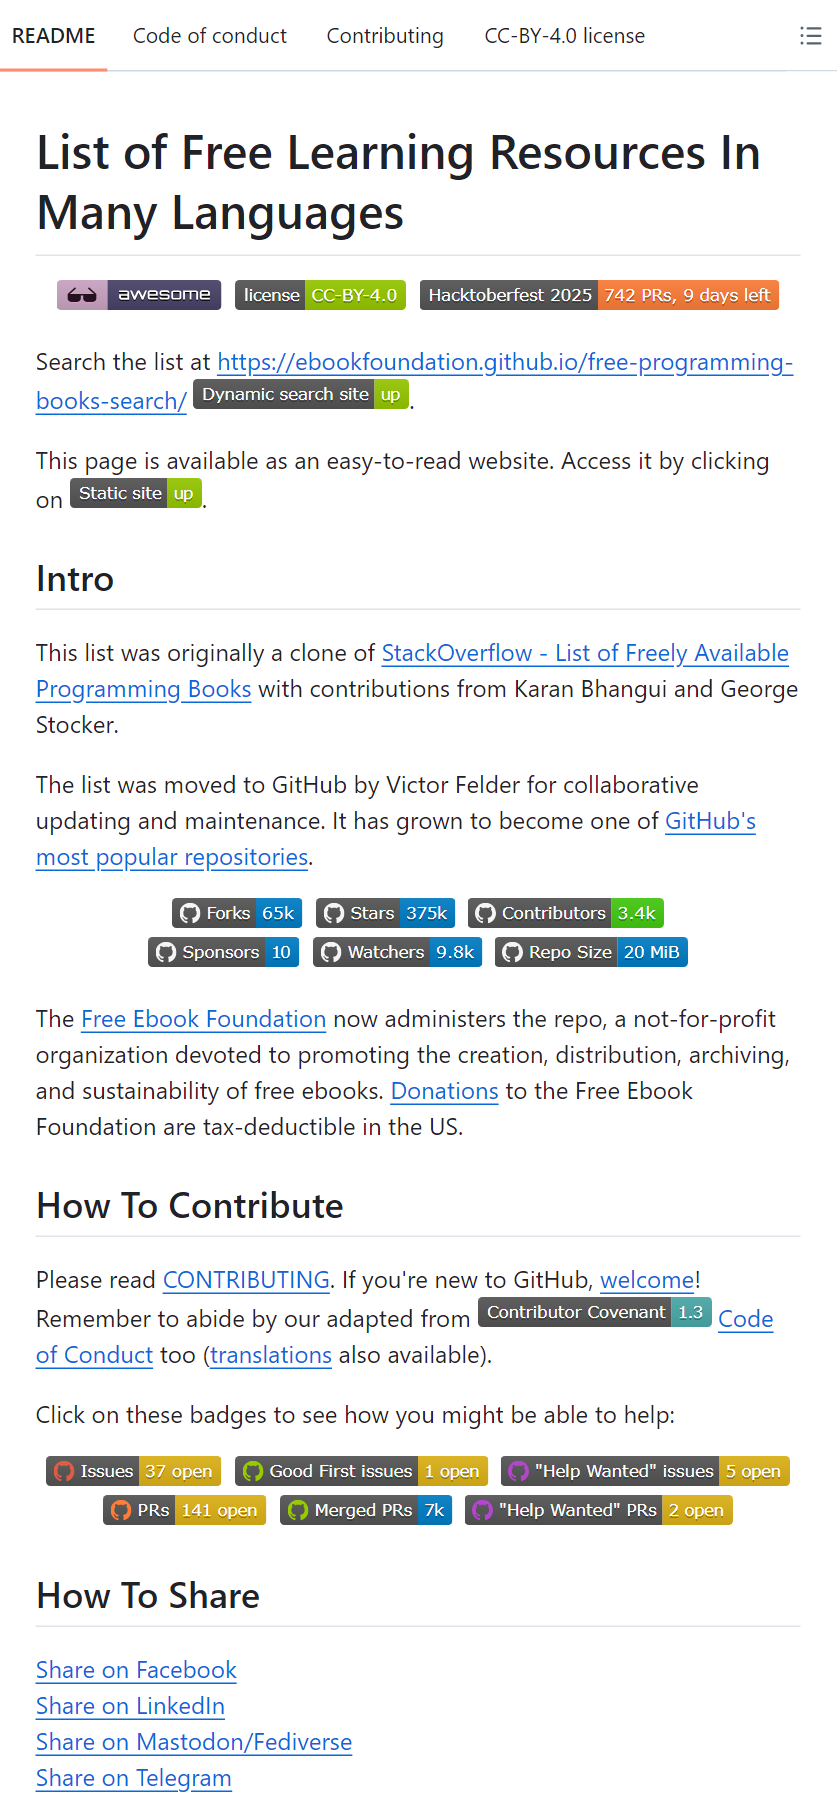 README Code of conduct Contributing CC-BY-4.0 license
List of Free Learning Resources In
Many Languages
awesome license CC-BY-4.0 Hacktoberfest 2025 742 PRs, 9 days left
Search the list at https://ebookfoundation.github.io/free-programming-
books-search/ Dynamic search site up.
This page is available as an easy-to-read website. Access it by clicking
on Static site up.
Intro
This list was originally a clone of StackOverflow - List of Freely Available
Programming Books with contributions from Karan Bhangui and George
Stocker.
The list was moved to GitHub by Victor Felder for collaborative
updating and maintenance. It has grown to become one of GitHub's
most popular repositories.
Forks 65k Stars 375k Contributors 3.4k
Sponsors 10 Watchers 9.8k Repo Size 20 MiB
The Free Ebook Foundation now administers the repo, a not-for-profit
organization devoted to promoting the creation, distribution, archiving,
and sustainability of free ebooks. Donations to the Free Ebook
Foundation are tax-deductible in the US.
How To Contribute
Please read CONTRIBUTING. If you're new to GitHub, welcome!
Remember to abide by our adapted from Contributor Covenant 1.3 Code
of Conduct too (translations also available).
Click on these badges to see how you might be able to help:
Issues 37 open Good First issues 1 open "Help Wanted" issues 5 open
PRs 141 open Merged PRs 7k "Help Wanted" PRs 2 open
How To Share
Share on Facebook
Share on LinkedIn
Share on Mastodon/Fediverse
Share on Telegram